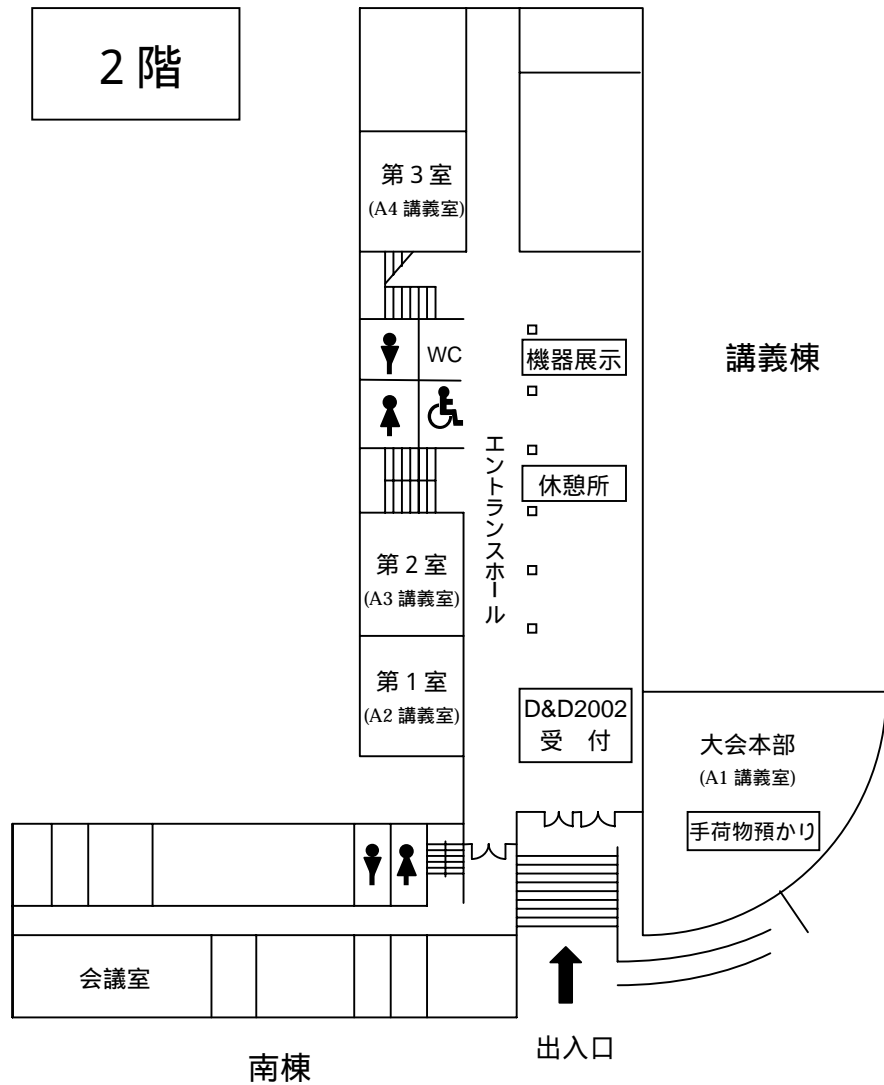 2 階
第 3 室
(A4 講義室)
WC
機器展示
講義棟
エントランスホール
休憩所
第 2 室
(A3 講義室)
第 1 室
(A2 講義室)
D&D2002
受 付
大会本部
(A1 講義室)
手荷物預かり
会議室
出入口
南棟